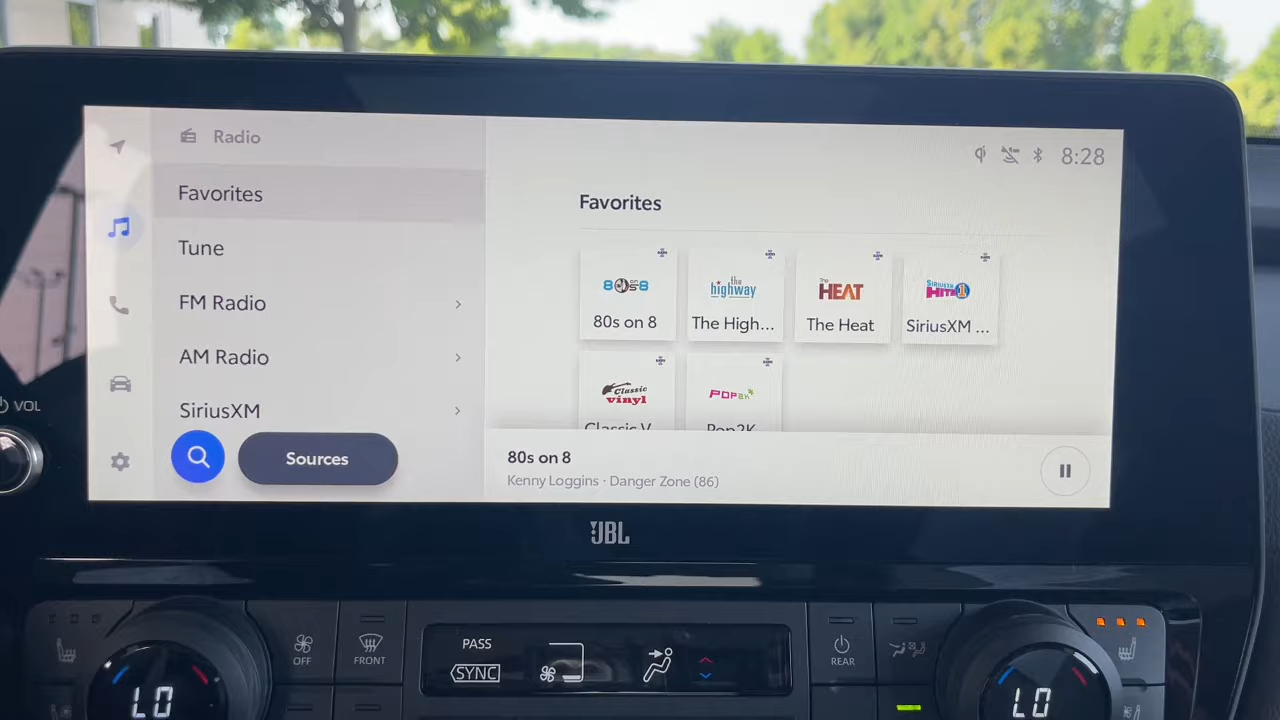 Radio
8:28
Favorites
Tune
FM Radio
AM Radio
SiriusXM
Sources
Favorites
8 on 80s 8
the highway
The HEAT
SIRIUSXM HITS 1
80s on 8
The High...
The Heat
SiriusXM ...
Classic vinyl
POP2K
Classic V
Pop2K
80s on 8
Kenny Loggins · Danger Zone (86)
VOL
JBL
OFF
FRONT
PASS
SYNC
REAR
LO
LO